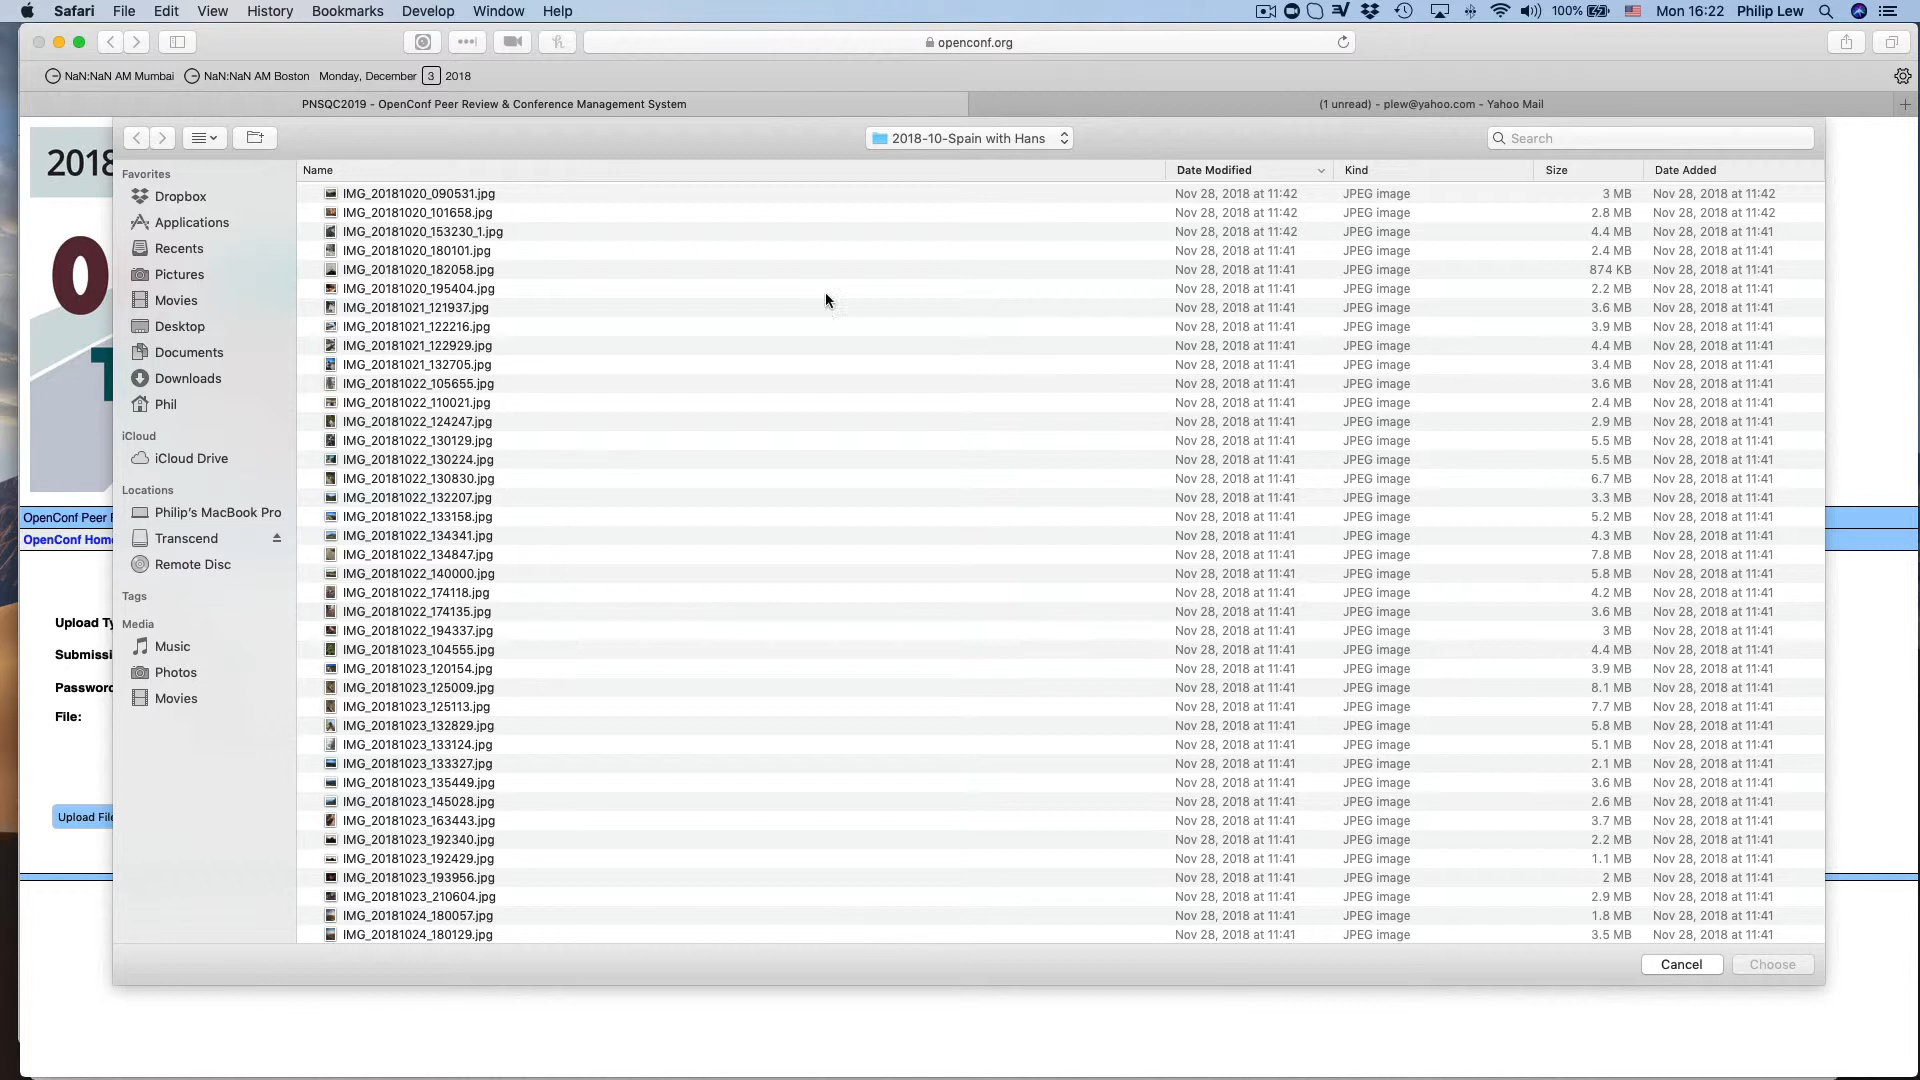 Safari File Edit View History Bookmarks Develop Window Help 100% Mon 16:22 Philip Lew
openconf.org
NaN:NaN AM Mumbai NaN:NaN AM Boston Monday, December 3 2018
PNSQC2019 - OpenConf Peer Review & Conference Management System (1 unread) - plew@yahoo.com - Yahoo Mail
2018-10-Spain with Hans Search
2018
Favorites
Dropbox
Applications
Recents
Pictures
Movies
Desktop
Documents
Downloads
Phil
iCloud
iCloud Drive
Locations
Philip's MacBook Pro
Transcend
Remote Disc
Tags
Media
Music
Photos
Movies
OpenConf Peer
OpenConf Home
Upload Ty
Submissi
Password
File:
Upload File
Name Date Modified Kind Size Date Added
IMG_20181020_090531.jpg Nov 28, 2018 at 11:42 JPEG image 3 MB Nov 28, 2018 at 11:42
IMG_20181020_101658.jpg Nov 28, 2018 at 11:42 JPEG image 2.8 MB Nov 28, 2018 at 11:42
IMG_20181020_153230_1.jpg Nov 28, 2018 at 11:42 JPEG image 4.4 MB Nov 28, 2018 at 11:41
IMG_20181020_180101.jpg Nov 28, 2018 at 11:41 JPEG image 2.4 MB Nov 28, 2018 at 11:41
IMG_20181020_182058.jpg Nov 28, 2018 at 11:41 JPEG image 874 KB Nov 28, 2018 at 11:41
IMG_20181020_195404.jpg Nov 28, 2018 at 11:41 JPEG image 2.2 MB Nov 28, 2018 at 11:41
IMG_20181021_121937.jpg Nov 28, 2018 at 11:41 JPEG image 3.6 MB Nov 28, 2018 at 11:41
IMG_20181021_122216.jpg Nov 28, 2018 at 11:41 JPEG image 3.9 MB Nov 28, 2018 at 11:41
IMG_20181021_122929.jpg Nov 28, 2018 at 11:41 JPEG image 4.4 MB Nov 28, 2018 at 11:41
IMG_20181021_132705.jpg Nov 28, 2018 at 11:41 JPEG image 3.4 MB Nov 28, 2018 at 11:41
IMG_20181022_105655.jpg Nov 28, 2018 at 11:41 JPEG image 3.6 MB Nov 28, 2018 at 11:41
IMG_20181022_110021.jpg Nov 28, 2018 at 11:41 JPEG image 2.4 MB Nov 28, 2018 at 11:41
IMG_20181022_124247.jpg Nov 28, 2018 at 11:41 JPEG image 2.9 MB Nov 28, 2018 at 11:41
IMG_20181022_130129.jpg Nov 28, 2018 at 11:41 JPEG image 5.5 MB Nov 28, 2018 at 11:41
IMG_20181022_130224.jpg Nov 28, 2018 at 11:41 JPEG image 5.5 MB Nov 28, 2018 at 11:41
IMG_20181022_130830.jpg Nov 28, 2018 at 11:41 JPEG image 6.7 MB Nov 28, 2018 at 11:41
IMG_20181022_132207.jpg Nov 28, 2018 at 11:41 JPEG image 3.3 MB Nov 28, 2018 at 11:41
IMG_20181022_133158.jpg Nov 28, 2018 at 11:41 JPEG image 5.2 MB Nov 28, 2018 at 11:41
IMG_20181022_134341.jpg Nov 28, 2018 at 11:41 JPEG image 4.3 MB Nov 28, 2018 at 11:41
IMG_20181022_134847.jpg Nov 28, 2018 at 11:41 JPEG image 7.8 MB Nov 28, 2018 at 11:41
IMG_20181022_140000.jpg Nov 28, 2018 at 11:41 JPEG image 5.8 MB Nov 28, 2018 at 11:41
IMG_20181022_174118.jpg Nov 28, 2018 at 11:41 JPEG image 4.2 MB Nov 28, 2018 at 11:41
IMG_20181022_174135.jpg Nov 28, 2018 at 11:41 JPEG image 3.6 MB Nov 28, 2018 at 11:41
IMG_20181022_194337.jpg Nov 28, 2018 at 11:41 JPEG image 3 MB Nov 28, 2018 at 11:41
IMG_20181023_104555.jpg Nov 28, 2018 at 11:41 JPEG image 4.4 MB Nov 28, 2018 at 11:41
IMG_20181023_120154.jpg Nov 28, 2018 at 11:41 JPEG image 3.9 MB Nov 28, 2018 at 11:41
IMG_20181023_125009.jpg Nov 28, 2018 at 11:41 JPEG image 8.1 MB Nov 28, 2018 at 11:41
IMG_20181023_125113.jpg Nov 28, 2018 at 11:41 JPEG image 7.7 MB Nov 28, 2018 at 11:41
IMG_20181023_132829.jpg Nov 28, 2018 at 11:41 JPEG image 5.8 MB Nov 28, 2018 at 11:41
IMG_20181023_133124.jpg Nov 28, 2018 at 11:41 JPEG image 5.1 MB Nov 28, 2018 at 11:41
IMG_20181023_133327.jpg Nov 28, 2018 at 11:41 JPEG image 2.1 MB Nov 28, 2018 at 11:41
IMG_20181023_135449.jpg Nov 28, 2018 at 11:41 JPEG image 3.6 MB Nov 28, 2018 at 11:41
IMG_20181023_145028.jpg Nov 28, 2018 at 11:41 JPEG image 2.6 MB Nov 28, 2018 at 11:41
IMG_20181023_163443.jpg Nov 28, 2018 at 11:41 JPEG image 3.7 MB Nov 28, 2018 at 11:41
IMG_20181023_192340.jpg Nov 28, 2018 at 11:41 JPEG image 2.2 MB Nov 28, 2018 at 11:41
IMG_20181023_192429.jpg Nov 28, 2018 at 11:41 JPEG image 1.1 MB Nov 28, 2018 at 11:41
IMG_20181023_193956.jpg Nov 28, 2018 at 11:41 JPEG image 2 MB Nov 28, 2018 at 11:41
IMG_20181023_210604.jpg Nov 28, 2018 at 11:41 JPEG image 2.9 MB Nov 28, 2018 at 11:41
IMG_20181024_180057.jpg Nov 28, 2018 at 11:41 JPEG image 1.8 MB Nov 28, 2018 at 11:41
IMG_20181024_180129.jpg Nov 28, 2018 at 11:41 JPEG image 3.5 MB Nov 28, 2018 at 11:41
Cancel Choose